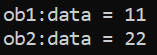 ob1:data = 11
ob2:data = 22